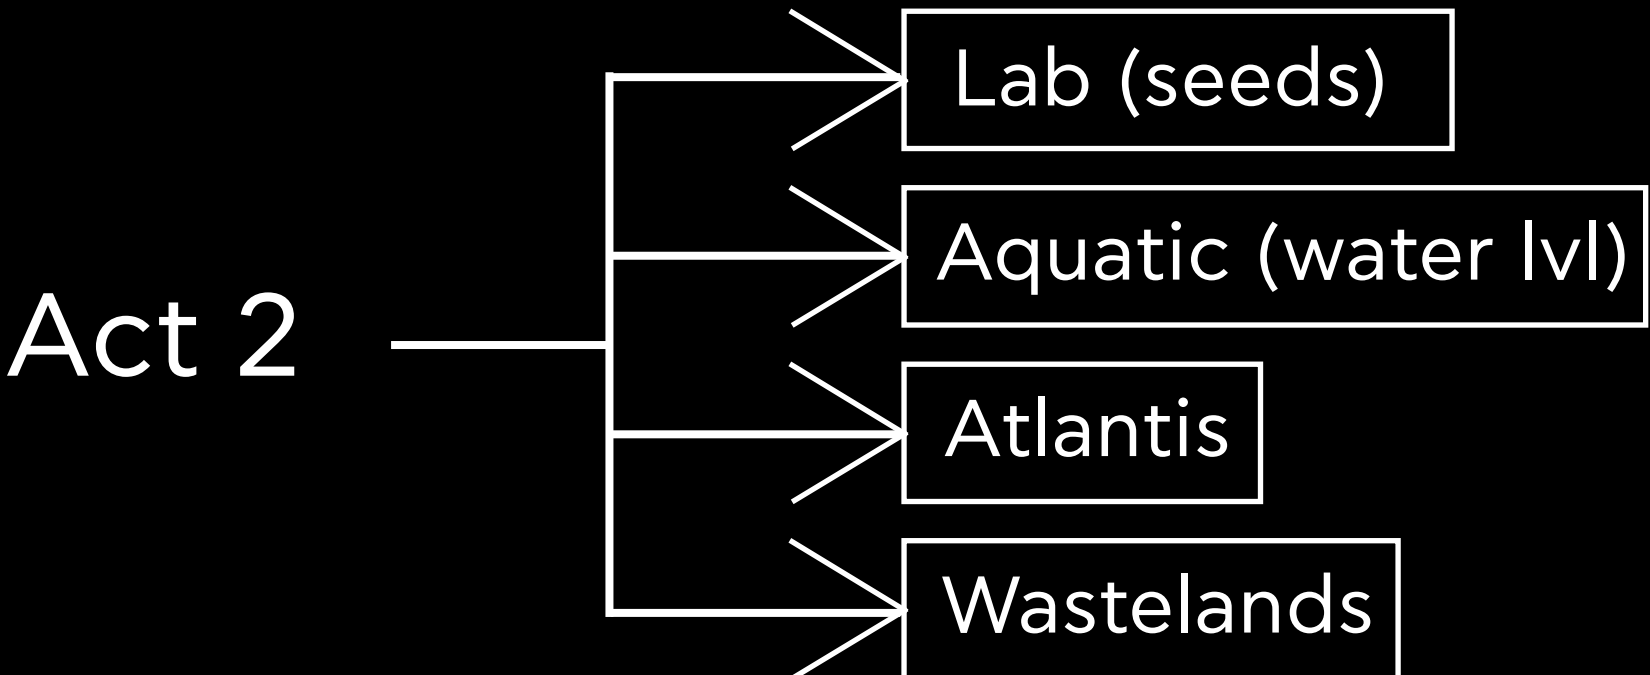 Act 2
Lab (seeds)
Aquatic (water lvl)
Atlantis
Wastelands